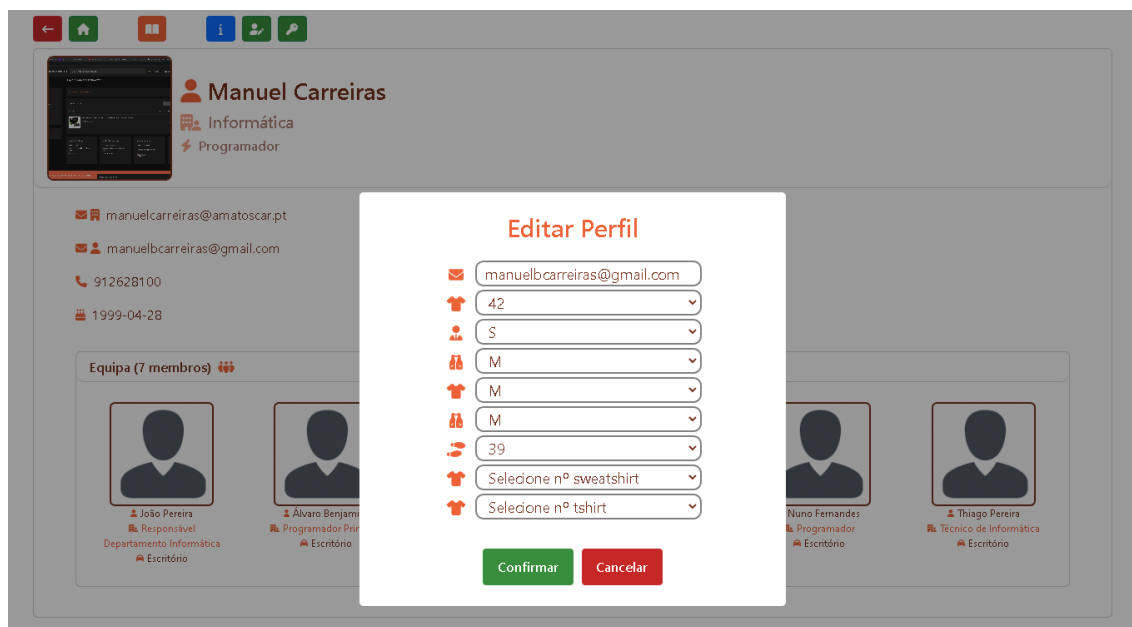 Manuel Carreiras
Informática
Programador
manuelcarreiras@amatoscar.pt
manuelbcarreiras@gmail.com
912628100
1999-04-28
Equipa (7 membros)
João Pereira
Responsável
Departamento Informática
Escritório
Álvaro Benjami
Programador Prin
Escritório
Nuno Fernandes
Programador
Escritório
Thiago Pereira
Técnico de Informática
Escritório
Editar Perfil
manuelbcarreiras@gmail.com
42
S
M
M
M
39
Selecione nº sweatshirt
Selecione nº tshirt
Confirmar
Cancelar